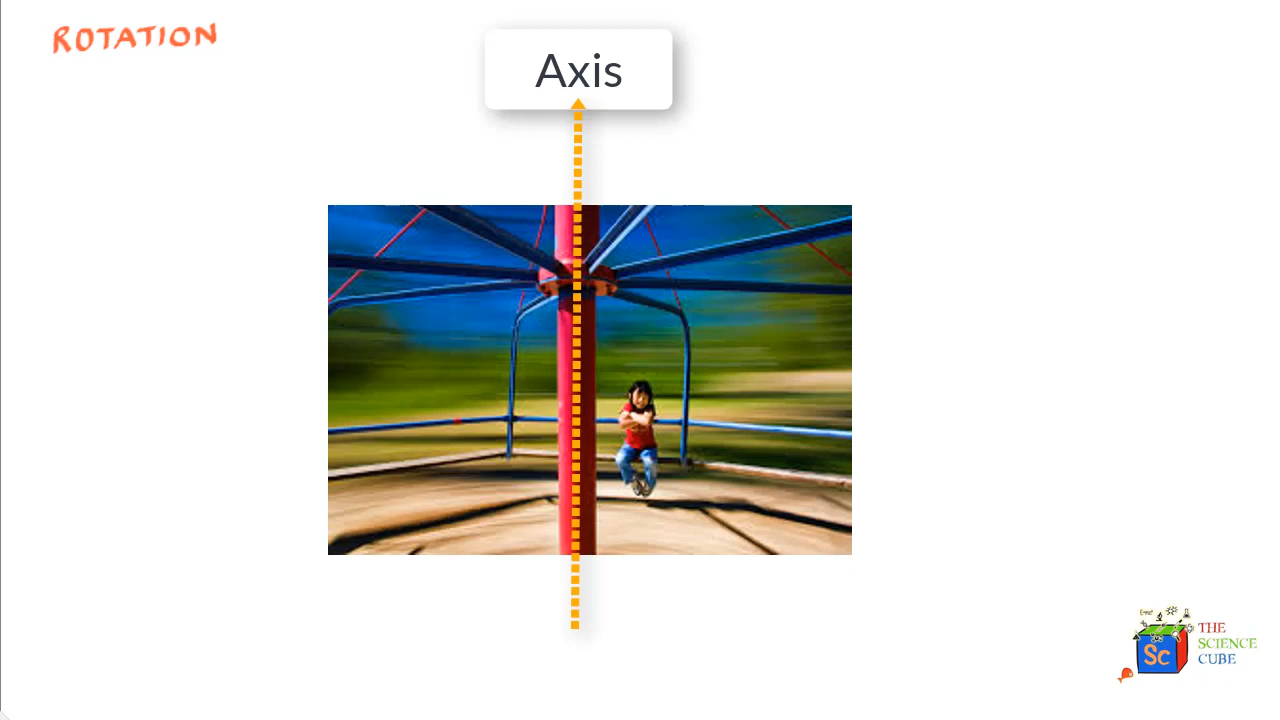 ROTATION
Axis
Sc
THE
SCIENCE
CUBE